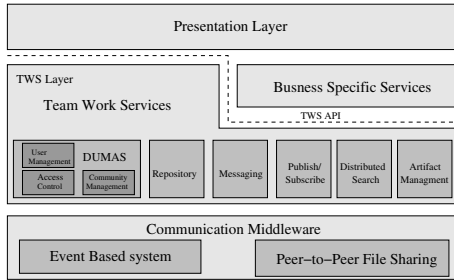 Presentation Layer
TWS Layer
Team Work Services
Busness Specific Services
TWS API
User
Management
DUMAS
Access
Control
Community
Management
Repository
Messaging
Publish/
Subscribe
Distributed
Search
Artifact
Managment
Communication Middleware
Event Based system
Peer−to−Peer File Sharing